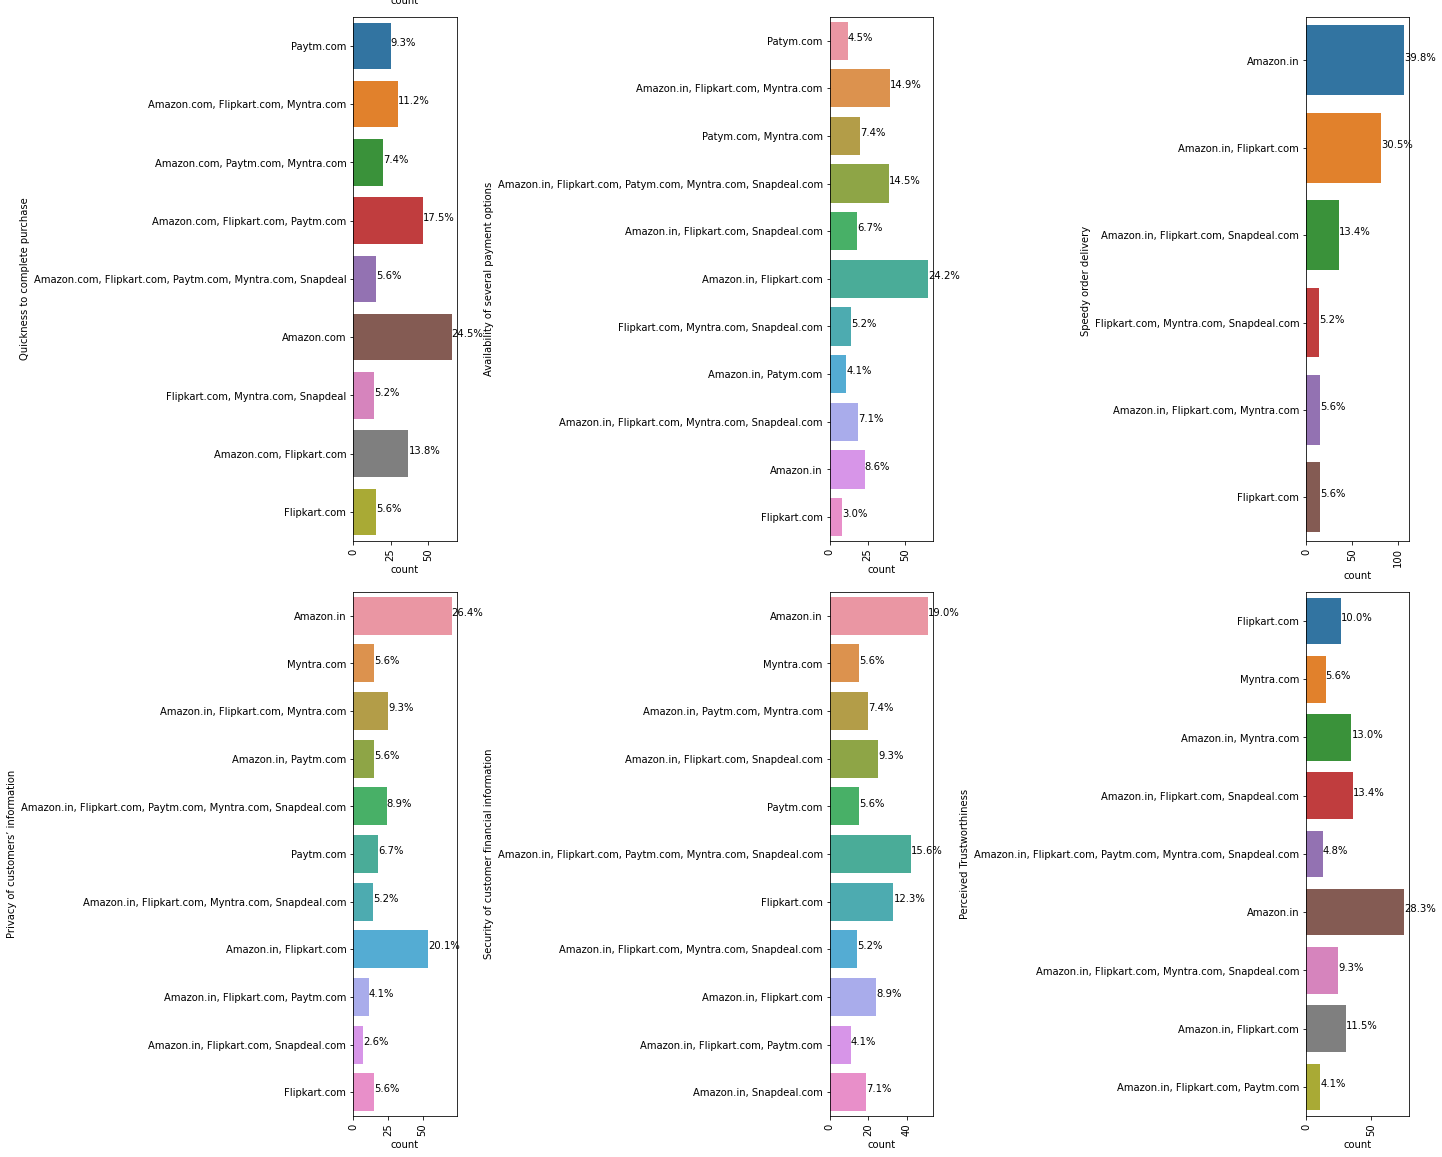 count
Quickness to complete purchase
Paytm.com 9.3%
Amazon.com, Flipkart.com, Myntra.com 11.2%
Amazon.com, Paytm.com, Myntra.com 7.4%
Amazon.com, Flipkart.com, Paytm.com 17.5%
Amazon.com, Flipkart.com, Paytm.com, Myntra.com, Snapdeal 5.6%
Amazon.com 24.5%
Flipkart.com, Myntra.com, Snapdeal 5.2%
Amazon.com, Flipkart.com 13.8%
Flipkart.com 5.6%
0 25 50
count
Availability of several payment options
Patym.com 4.5%
Amazon.in, Flipkart.com, Myntra.com 14.9%
Patym.com, Myntra.com 7.4%
Amazon.in, Flipkart.com, Patym.com, Myntra.com, Snapdeal.com 14.5%
Amazon.in, Flipkart.com, Snapdeal.com 6.7%
Amazon.in, Flipkart.com 24.2%
Flipkart.com, Myntra.com, Snapdeal.com 5.2%
Amazon.in, Patym.com 4.1%
Amazon.in, Flipkart.com, Myntra.com, Snapdeal.com 7.1%
Amazon.in 8.6%
Flipkart.com 3.0%
0 25 50
count
Speedy order delivery
Amazon.in 39.8%
Amazon.in, Flipkart.com 30.5%
Amazon.in, Flipkart.com, Snapdeal.com 13.4%
Flipkart.com, Myntra.com, Snapdeal.com 5.2%
Amazon.in, Flipkart.com, Myntra.com 5.6%
Flipkart.com 5.6%
0 50 100
count
Privacy of customers’ information
Amazon.in 26.4%
Myntra.com 5.6%
Amazon.in, Flipkart.com, Myntra.com 9.3%
Amazon.in, Paytm.com 5.6%
Amazon.in, Flipkart.com, Paytm.com, Myntra.com, Snapdeal.com 8.9%
Paytm.com 6.7%
Amazon.in, Flipkart.com, Myntra.com, Snapdeal.com 5.2%
Amazon.in, Flipkart.com 20.1%
Amazon.in, Flipkart.com, Paytm.com 4.1%
Amazon.in, Flipkart.com, Snapdeal.com 2.6%
Flipkart.com 5.6%
0 25 50
count
Security of customer financial information
Amazon.in 19.0%
Myntra.com 5.6%
Amazon.in, Paytm.com, Myntra.com 7.4%
Amazon.in, Flipkart.com, Snapdeal.com 9.3%
Paytm.com 5.6%
Amazon.in, Flipkart.com, Paytm.com, Myntra.com, Snapdeal.com 15.6%
Flipkart.com 12.3%
Amazon.in, Flipkart.com, Myntra.com, Snapdeal.com 5.2%
Amazon.in, Flipkart.com 8.9%
Amazon.in, Flipkart.com, Paytm.com 4.1%
Amazon.in, Snapdeal.com 7.1%
0 20 40
count
Perceived Trustworthiness
Flipkart.com 10.0%
Myntra.com 5.6%
Amazon.in, Myntra.com 13.0%
Amazon.in, Flipkart.com, Snapdeal.com 13.4%
Amazon.in, Flipkart.com, Paytm.com, Myntra.com, Snapdeal.com 4.8%
Amazon.in 28.3%
Amazon.in, Flipkart.com, Myntra.com, Snapdeal.com 9.3%
Amazon.in, Flipkart.com 11.5%
Amazon.in, Flipkart.com, Paytm.com 4.1%
0 50
count